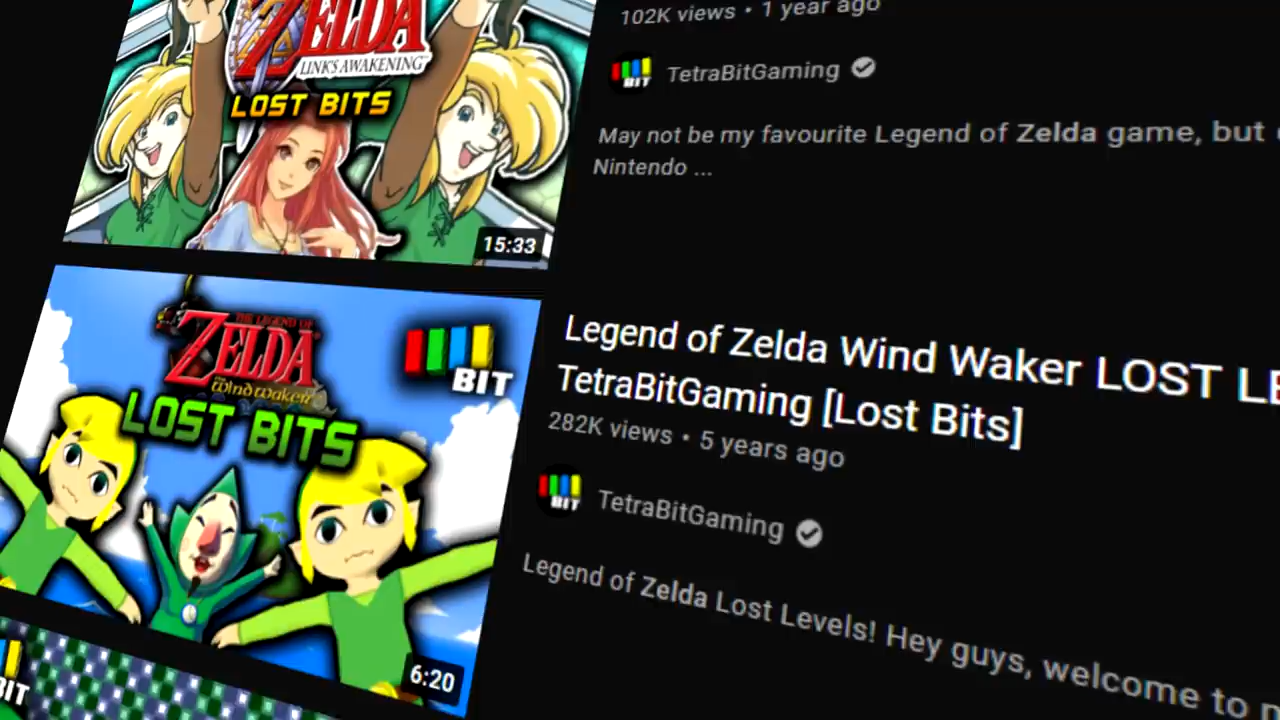 102K views • 1 year ago
ZELDA
LINK'S AWAKENING
LOST BITS
BIT
TetraBitGaming
May not be my favourite Legend of Zelda game, but
Nintendo ...
15:33
THE LEGEND OF
ZELDA
Wind Waker
LOST BITS
BIT
6:20
Legend of Zelda Wind Waker LOST LE
TetraBitGaming [Lost Bits]
282K views • 5 years ago
BIT
TetraBitGaming
Legend of Zelda Lost Levels! Hey guys, welcome to
BIT